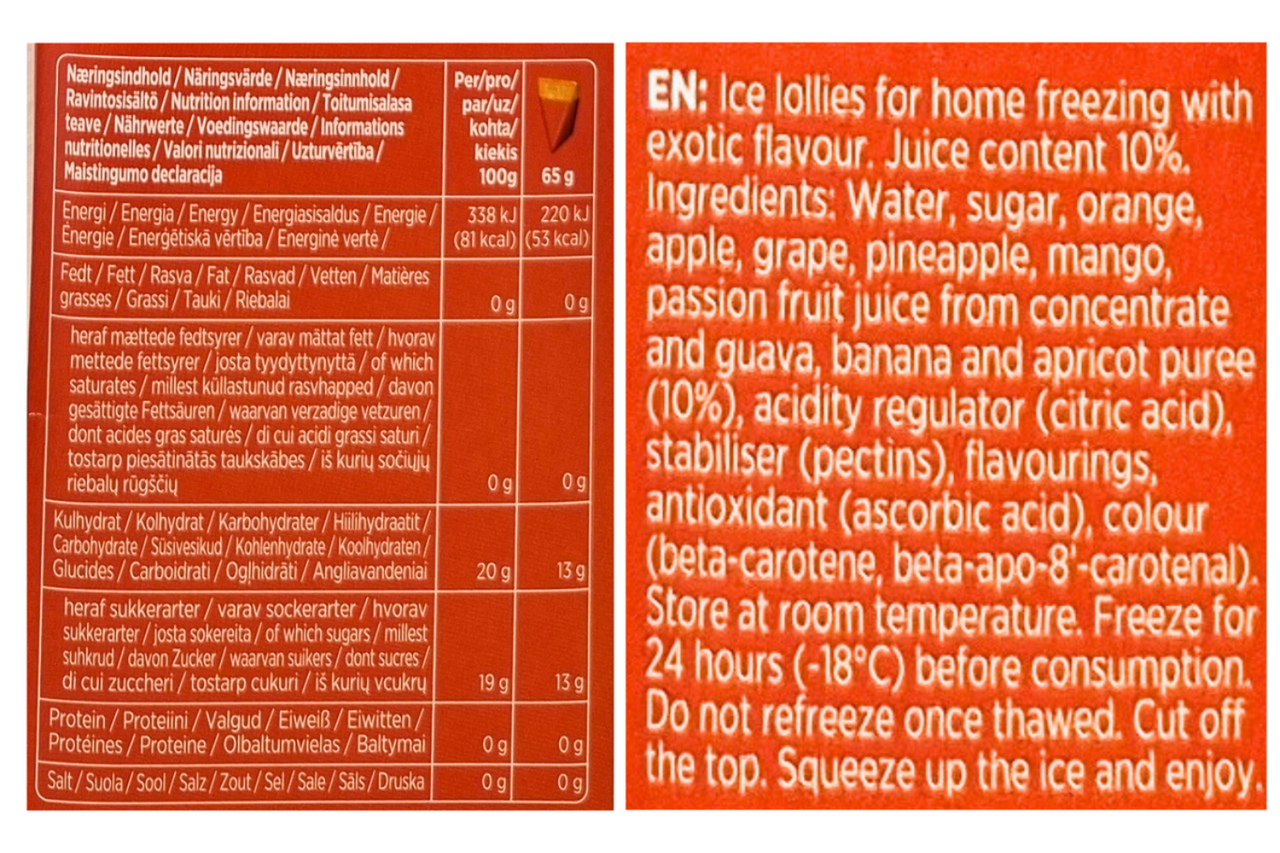 Næringsindhold / Näringsvärde / Næringsinnhold /
Ravintosisältö / Nutrition information / Toitumisalasa
teave / Nährwerte / Voedingswaarde / Informations
nutritionelles / Valori nutrizionali / Uzturvērtība /
Maistingumo declaracija
Per/pro/
par/uz/
kohta/
kiekis
100g 65 g
Energi / Energia / Energy / Energiasisaldus / Energie /
Énergie / Enerģētiskā vērtība / Energinė vertė /
338 kJ 220 kJ
(81 kcal) (53 kcal)
Fedt / Fett / Rasva / Fat / Rasvad / Vetten / Matières
grasses / Grassi / Tauki / Riebalai 0 g 0 g
heraf mættede fedtsyrer / varav mättat fett / hvorav
mettede fettsyrer / josta tyydyttynyttä / of which
saturates / millest küllastunud rasvhapped / davon
gesättigte Fettsäuren / waarvan verzadige vetzuren /
dont acides gras saturés / di cui acidi grassi saturi /
tostarp piesātinātās taukskābes / iš kurių sočiųjų
riebalų rūgščių 0 g 0 g
Kulhydrat / Kolhydrat / Karbohydrater / Hiilihydraatit /
Carbohydrate / Süsivesikud / Kohlenhydrate / Koolhydraten /
Glucides / Carboidrati / Ogļhidrāti / Angliavandeniai 20 g 13 g
heraf sukkerarter / varav sockerarter / hvorav
sukkerarter / josta sokereita / of which sugars / millest
suhkrud / davon Zucker / waarvan suikers / dont sucres /
di cui zuccheri / tostarp cukuri / iš kurių vcukrų 19 g 13 g
Protein / Proteiini / Valgud / Eiweiß / Eiwitten /
Protéines / Proteine / Olbaltumvielas / Baltymai 0 g 0 g
Salt / Suola / Sool / Salz / Zout / Sel / Sale / Sāls / Druska 0 g 0 g
EN: Ice lollies for home freezing with
exotic flavour. Juice content 10%.
Ingredients: Water, sugar, orange,
apple, grape, pineapple, mango,
passion fruit juice from concentrate
and guava, banana and apricot puree
(10%), acidity regulator (citric acid),
stabiliser (pectins), flavourings,
antioxidant (ascorbic acid), colour
(beta-carotene, beta-apo-8'-carotenal).
Store at room temperature. Freeze for
24 hours (-18°C) before consumption.
Do not refreeze once thawed. Cut off
the top. Squeeze up the ice and enjoy.